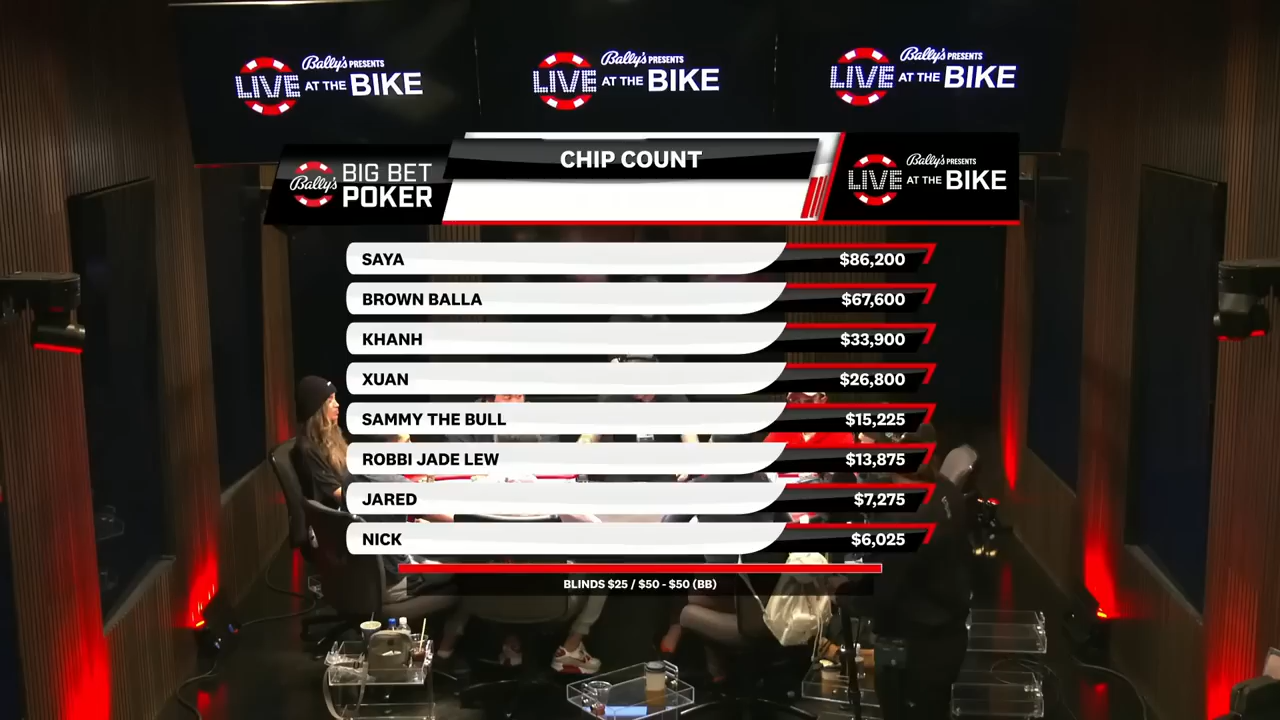 Bally's PRESENTS
LIVE AT THE BIKE
Bally's PRESENTS
LIVE AT THE BIKE
Bally's PRESENTS
LIVE AT THE BIKE
Bally's BIG BET POKER
CHIP COUNT
Bally's PRESENTS
LIVE AT THE BIKE
SAYA $86,200
BROWN BALLA $67,600
KHANH $33,900
XUAN $26,800
SAMMY THE BULL $15,225
ROBBI JADE LEW $13,875
JARED $7,275
NICK $6,025
BLINDS $25 / $50 - $50 (BB)